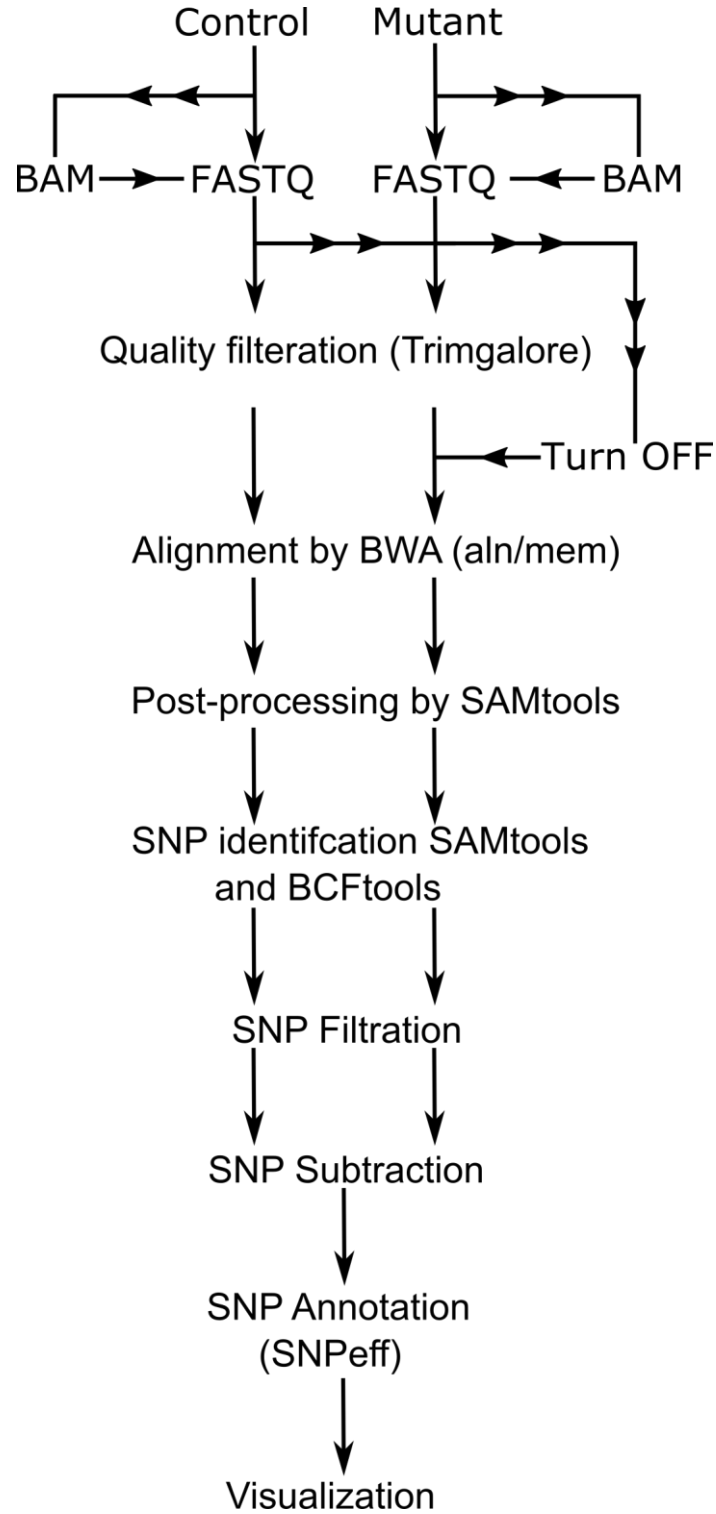 Control Mutant
BAM FASTQ FASTQ BAM
Quality filteration (Trimgalore)
Turn OFF
Alignment by BWA (aln/mem)
Post-processing by SAMtools
SNP identifcation SAMtools
and BCFtools
SNP Filtration
SNP Subtraction
SNP Annotation
(SNPeff)
Visualization